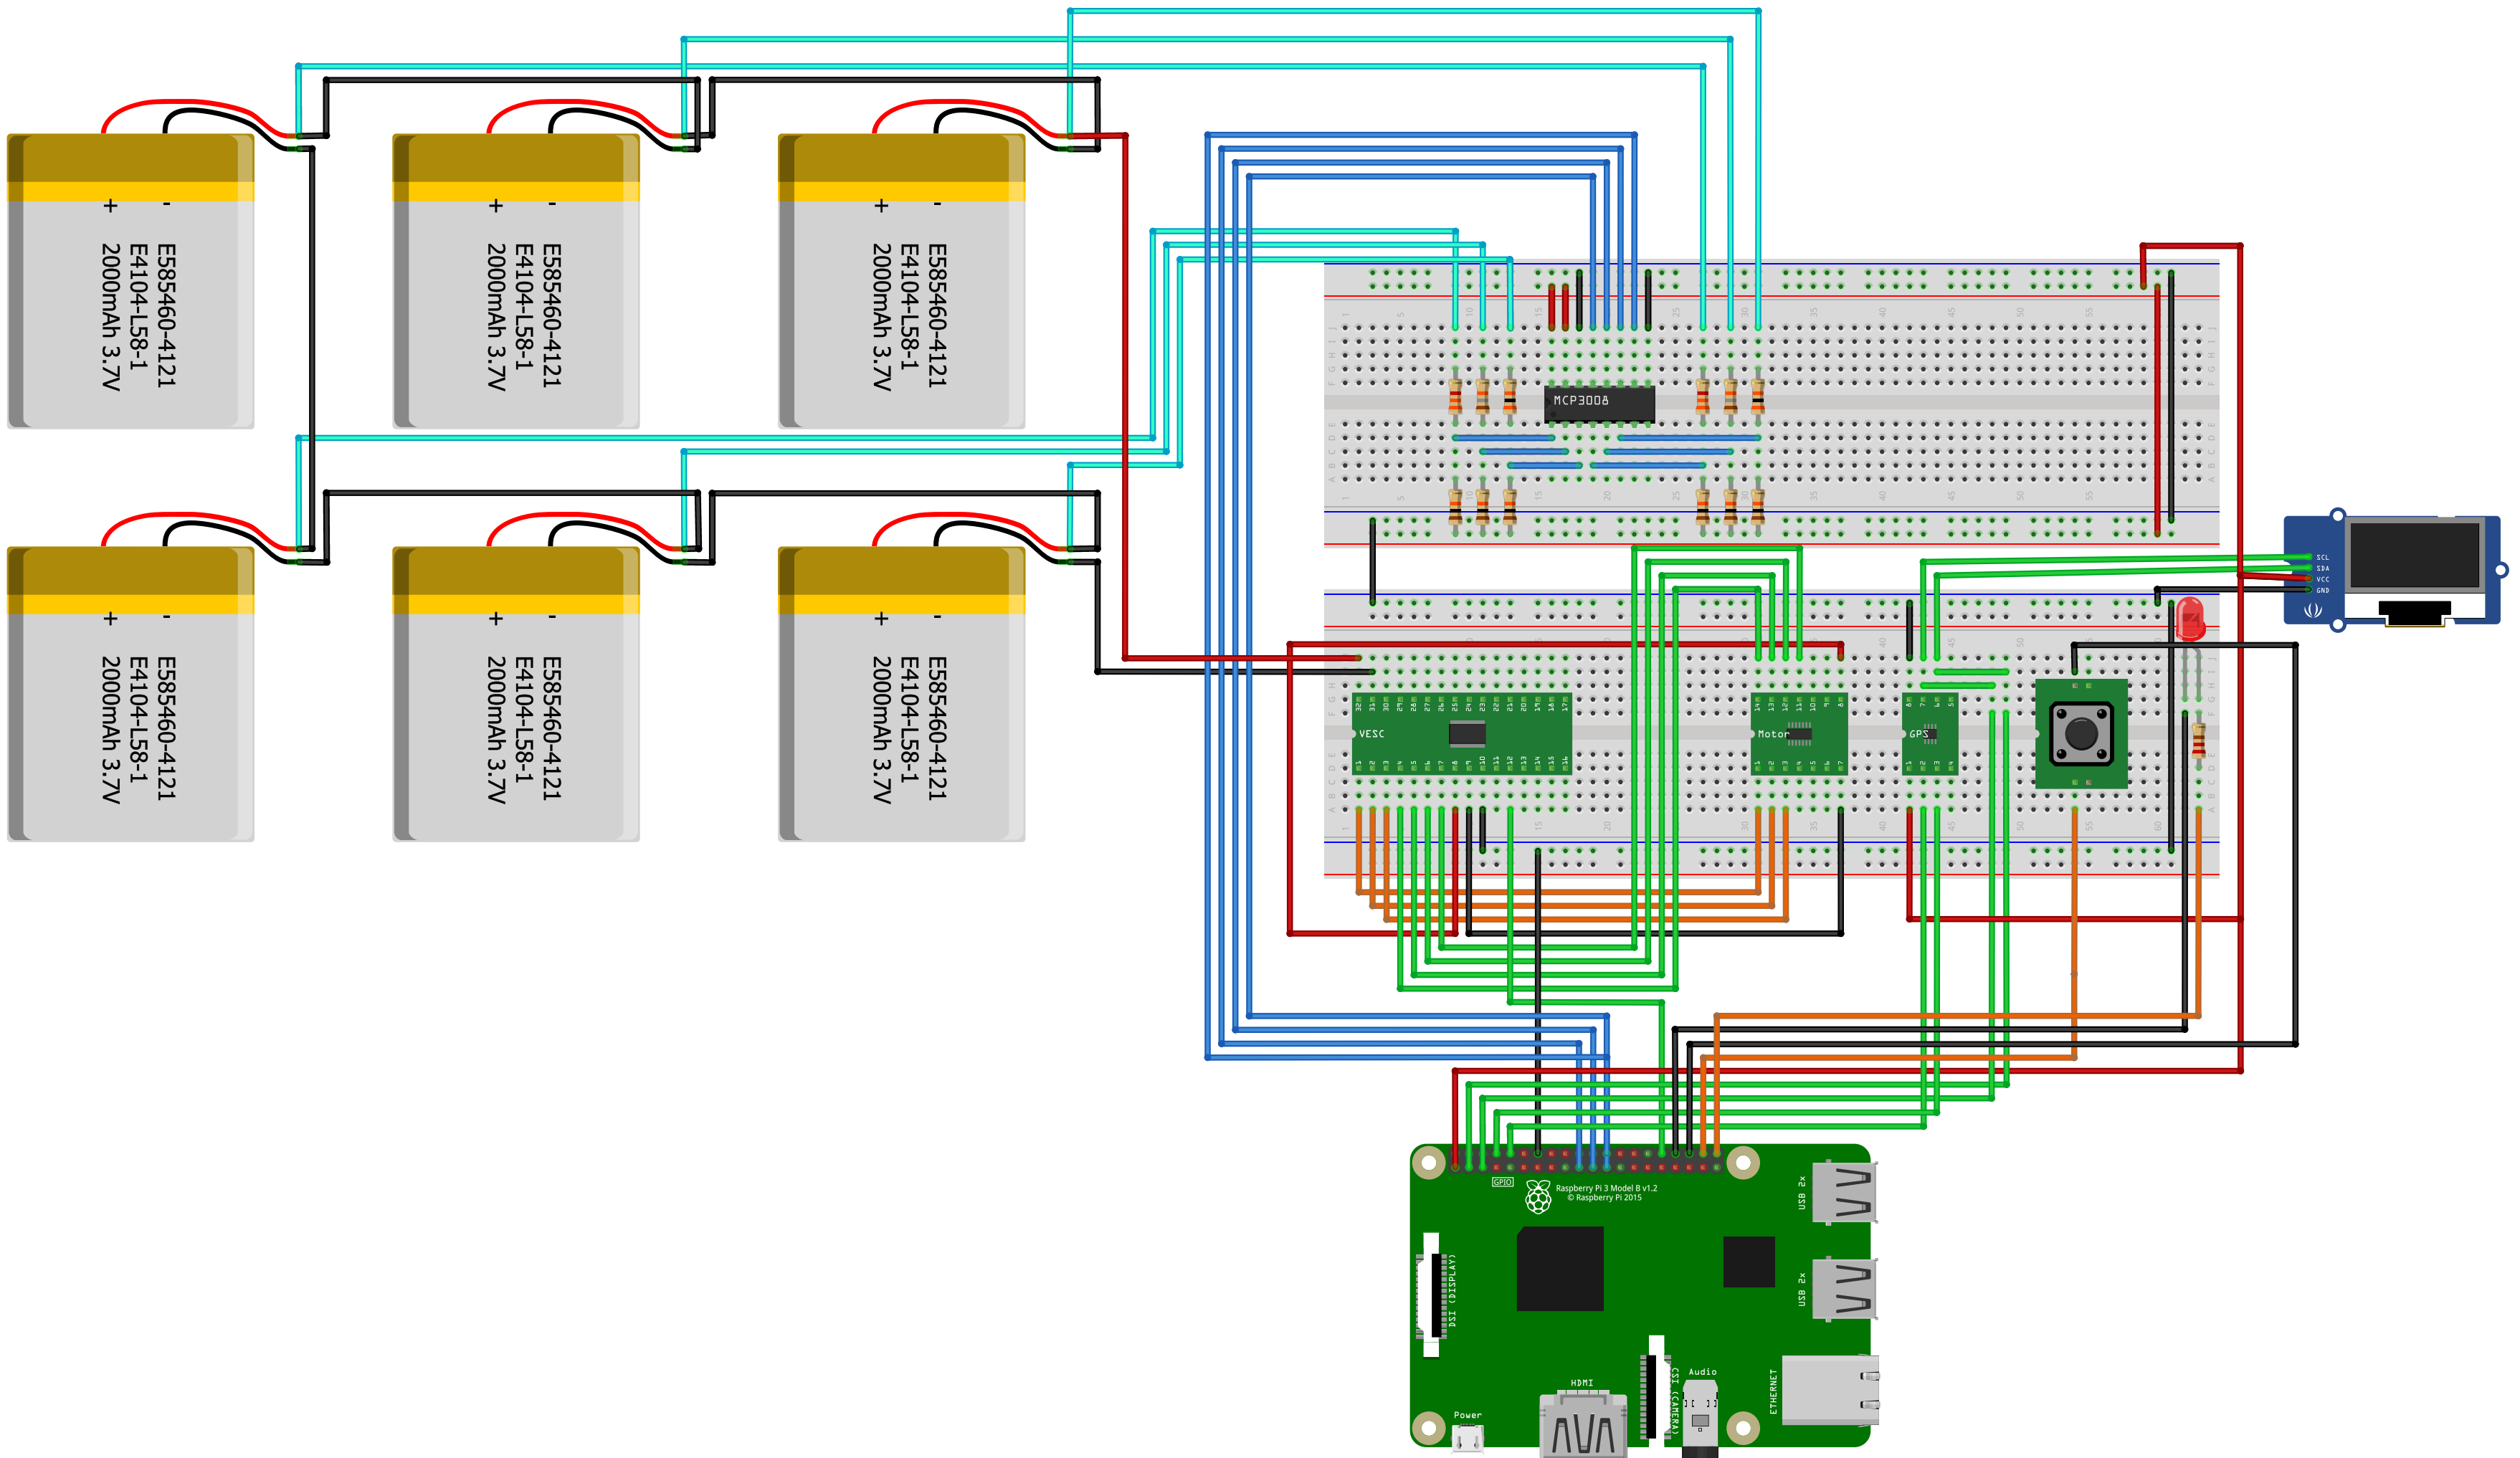 + -
E585460-4121
E4104-L58-1
2000mAh 3.7V
+ -
E585460-4121
E4104-L58-1
2000mAh 3.7V
+ -
E585460-4121
E4104-L58-1
2000mAh 3.7V
MCP3008
+ -
E585460-4121
E4104-L58-1
2000mAh 3.7V
+ -
E585460-4121
E4104-L58-1
2000mAh 3.7V
+ -
E585460-4121
E4104-L58-1
2000mAh 3.7V
SCL
SDA
VCC
GND
VESC
Motor
GPS
GPIO
Raspberry Pi 3 Model B v1.2
© Raspberry Pi 2015
USB 2x
USB 2x
DSI (DISPLAY)
CSI (CAMERA)
Audio
HDMI
Power
ETHERNET